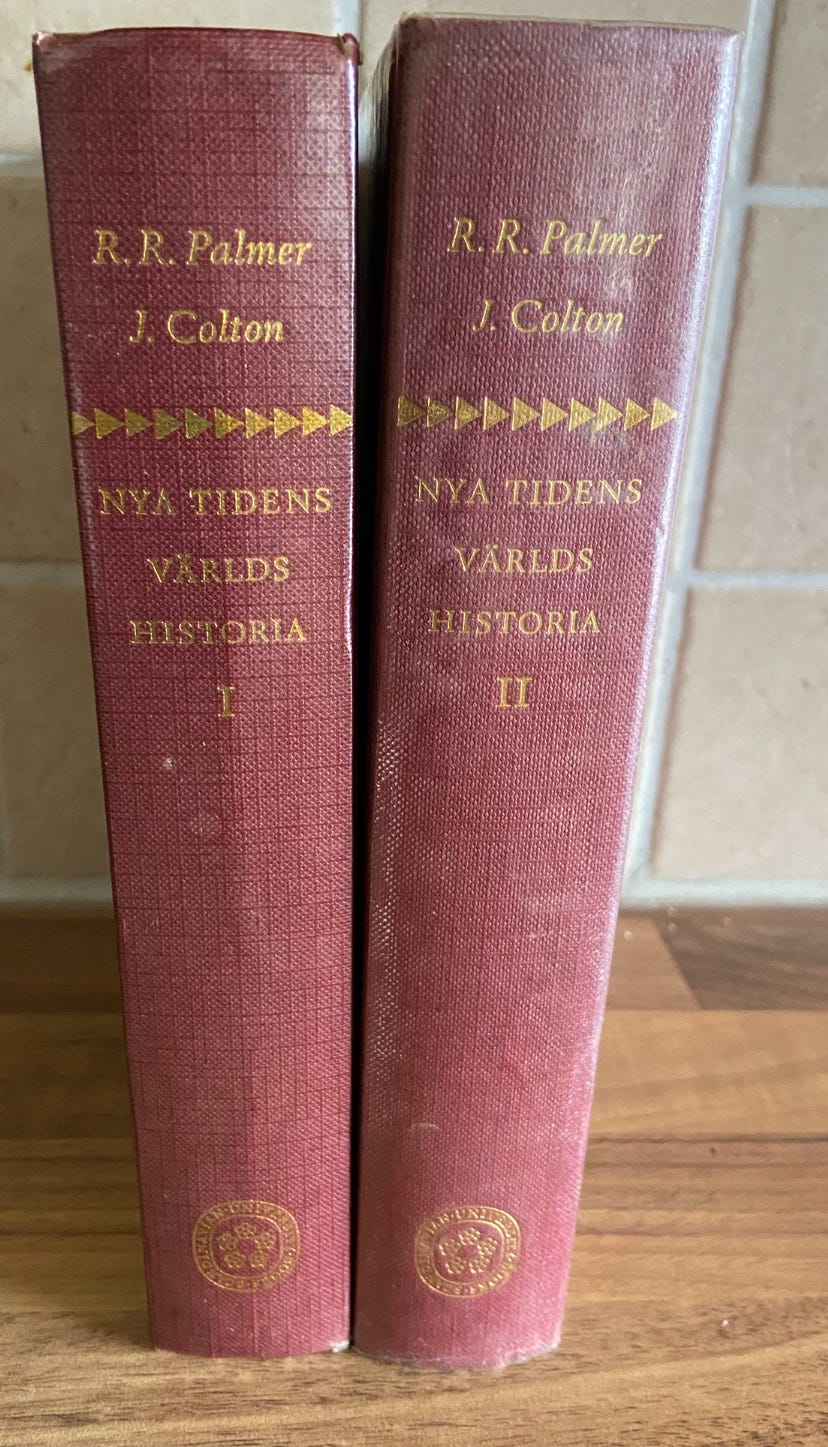 R. R. Palmer
J. Colton
NYA TIDENS
VÄRLDS
HISTORIA
I
R. R. Palmer
J. Colton
NYA TIDENS
VÄRLDS
HISTORIA
II